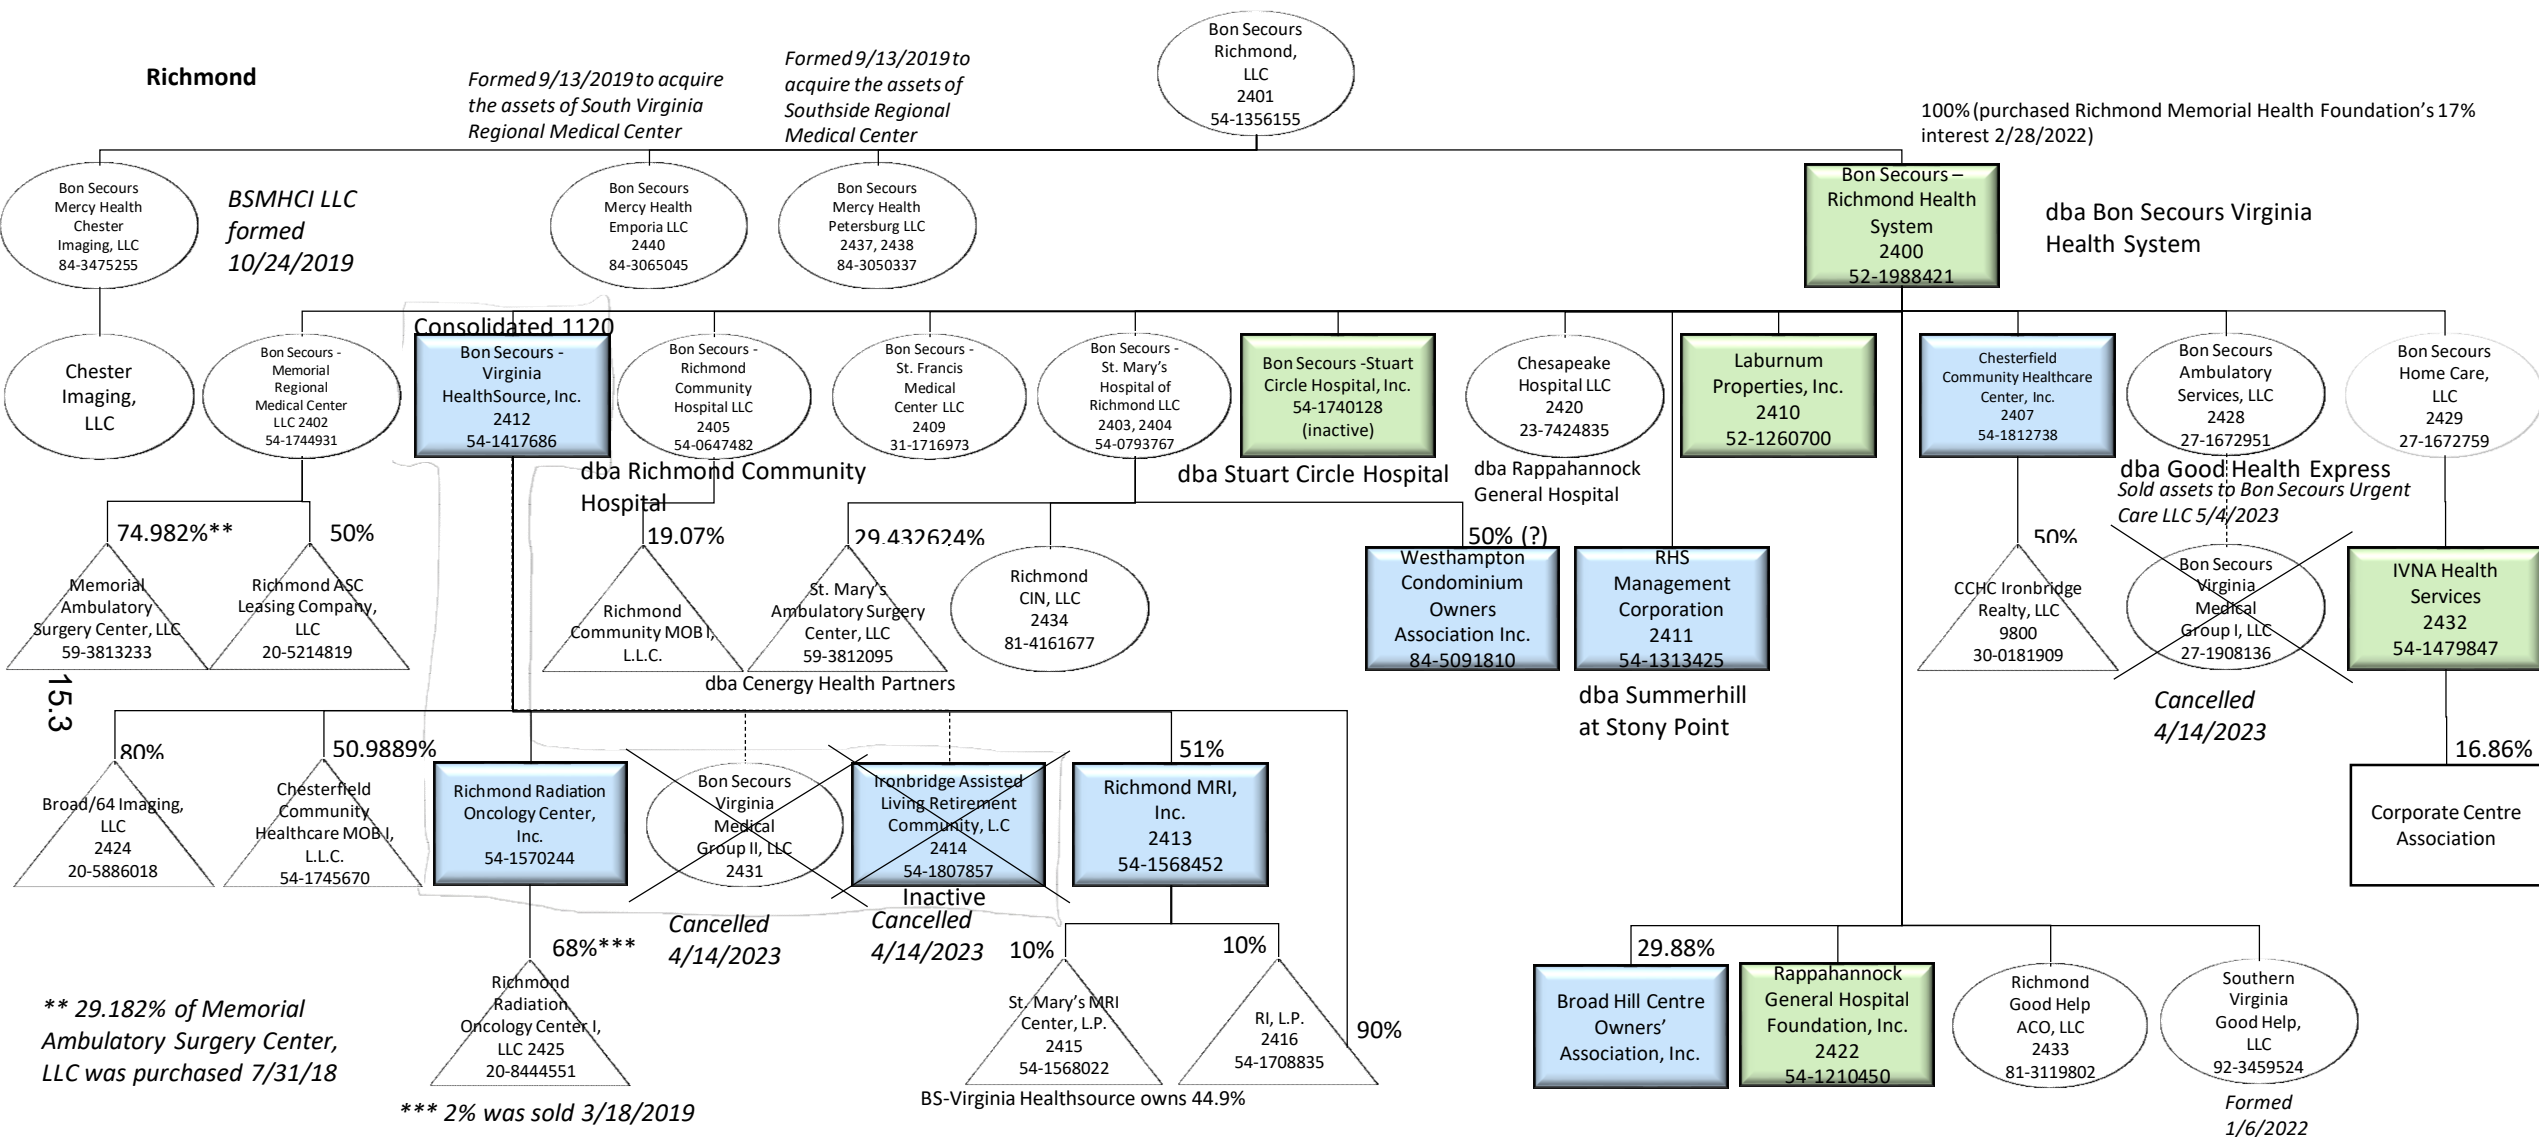 Bon Secours
Richmond,
LLC
2401
54-1356155
Richmond
Formed 9/13/2019 to acquire
the assets of South Virginia
Regional Medical Center
Formed 9/13/2019 to
acquire the assets of
Southside Regional
Medical Center
100% (purchased Richmond Memorial Health Foundation's 17%
interest 2/28/2022)
Bon Secours
Mercy Health
Chester
Imaging, LLC
84-3475255
BSMHCI LLC
formed
10/24/2019
Bon Secours
Mercy Health
Emporia LLC
2440
84-3065045
Bon Secours
Mercy Health
Petersburg LLC
2437, 2438
84-3050337
Bon Secours –
Richmond Health
System
2400
52-1988421
dba Bon Secours Virginia
Health System
Chester
Imaging,
LLC
Bon Secours -
Memorial
Regional
Medical Center
LLC 2402
54-1744931
Consolidated 1120
Bon Secours -
Virginia
HealthSource, Inc.
2412
54-1417686
Bon Secours -
Richmond
Community
Hospital LLC
2405
54-0647482
dba Richmond Community
Hospital
Bon Secours -
St. Francis
Medical
Center LLC
2409
31-1716973
Bon Secours -
St. Mary's
Hospital of
Richmond LLC
2403, 2404
54-0793767
Bon Secours -Stuart
Circle Hospital, Inc.
54-1740128
(inactive)
dba Stuart Circle Hospital
Chesapeake
Hospital LLC
2420
23-7424835
dba Rappahannock
General Hospital
Laburnum
Properties, Inc.
2410
52-1260700
Chesterfield
Community Healthcare
Center, Inc.
2407
54-1812738
Bon Secours
Ambulatory
Services, LLC
2428
27-1672951
dba Good Health Express
Sold assets to Bon Secours Urgent
Care LLC 5/4/2023
Bon Secours
Home Care,
LLC
2429
27-1672759
74.982%**
Memorial
Ambulatory
Surgery Center, LLC
59-3813233
50%
Richmond ASC
Leasing Company,
LLC
20-5214819
19.07%
Richmond
Community MOB I,
L.L.C.
29.432624%
St. Mary's
Ambulatory Surgery
Center, LLC
59-3812095
Richmond
CIN, LLC
2434
81-4161677
dba Cenergy Health Partners
50% (?)
Westhampton
Condominium
Owners
Association Inc.
84-5091810
RHS
Management
Corporation
2411
54-1313425
dba Summerhill
at Stony Point
50%
CCHC Ironbridge
Realty, LLC
9800
30-0181909
Bon Secours
Virginia
Medical
Group I, LLC
27-1908136
Cancelled
4/14/2023
IVNA Health
Services
2432
54-1479847
15.3
80%
Broad/64 Imaging,
LLC
2424
20-5886018
50.9889%
Chesterfield
Community
Healthcare MOB I,
L.L.C.
54-1745670
Richmond Radiation
Oncology Center,
Inc.
54-1570244
Bon Secours
Virginia
Medical
Group II, LLC
2431
Cancelled
4/14/2023
Ironbridge Assisted
Living Retirement
Community, L.C
2414
54-1807857
Inactive
Cancelled
4/14/2023
51%
Richmond MRI,
Inc.
2413
54-1568452
16.86%
Corporate Centre
Association
68%***
Richmond
Radiation
Oncology Center I,
LLC 2425
20-8444551
10%
St. Mary's MRI
Center, L.P.
2415
54-1568022
10%
RI, L.P.
2416
54-1708835
90%
BS-Virginia Healthsource owns 44.9%
29.88%
Broad Hill Centre
Owners'
Association, Inc.
Rappahannock
General Hospital
Foundation, Inc.
2422
54-1210450
Richmond
Good Help
ACO, LLC
2433
81-3119802
Southern
Virginia
Good Help,
LLC
92-3459524
Formed
1/6/2022
** 29.182% of Memorial
Ambulatory Surgery Center,
LLC was purchased 7/31/18
*** 2% was sold 3/18/2019